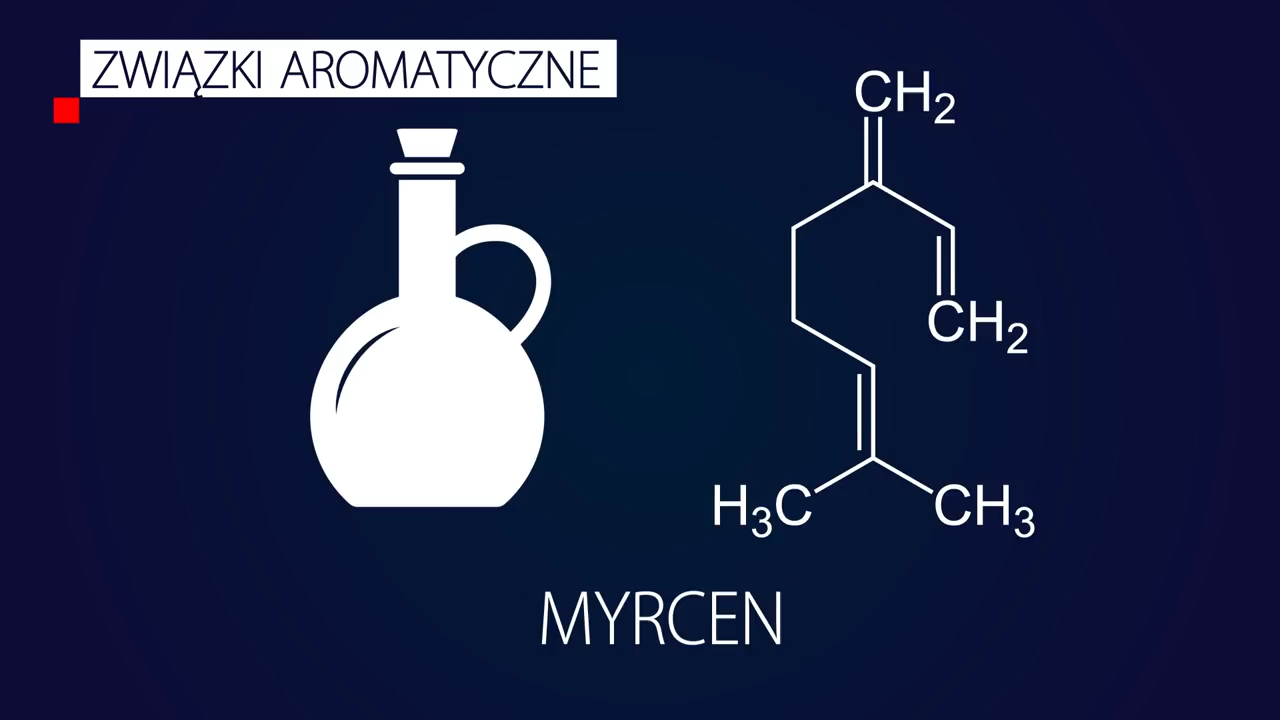 ZWIĄZKI AROMATYCZNE
CH₂
CH₂
H₃C
CH₃
MYRCEN